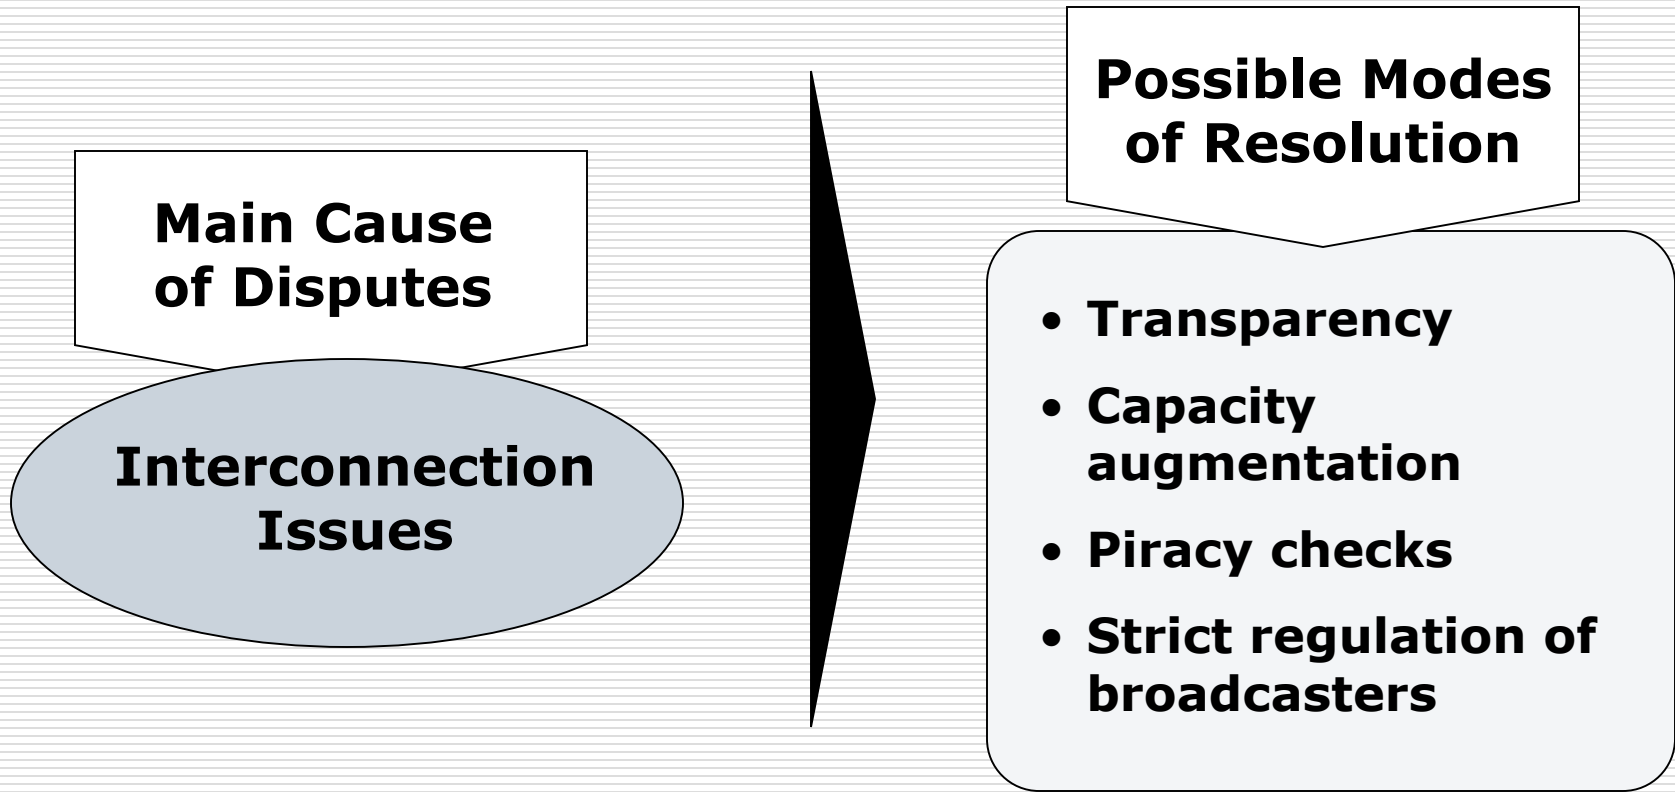 Main Cause
of Disputes
Interconnection
Issues
Possible Modes
of Resolution
• Transparency
• Capacity
augmentation
• Piracy checks
• Strict regulation of
broadcasters